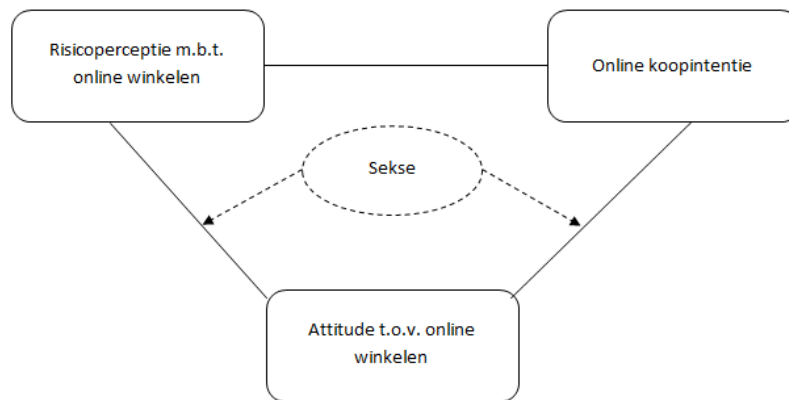 Risicoperceptie m.b.t.
online winkelen
Online koopintentie
Sekse
Attitude t.o.v. online
winkelen